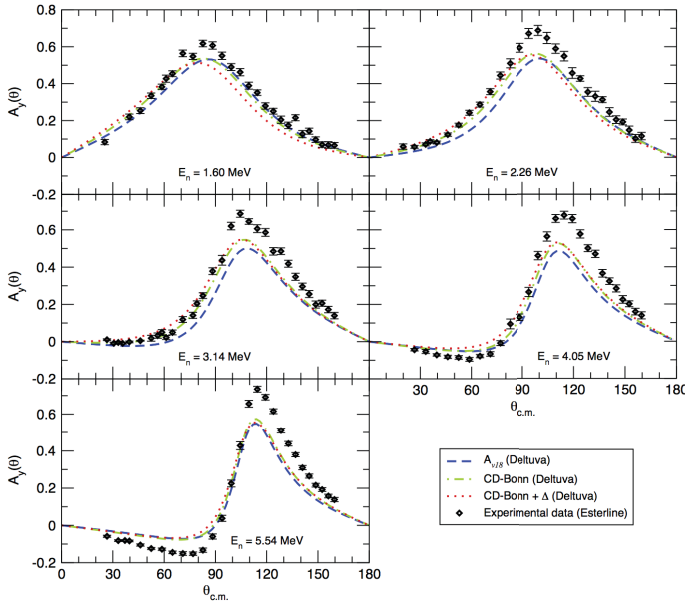 0.8
0.6
0.4
0.2
0
-0.2
A_y(θ)
E_n = 1.60 MeV
E_n = 2.26 MeV
0.6
0.4
0.2
0
-0.2
A_y(θ)
E_n = 3.14 MeV
E_n = 4.05 MeV
30 60 90 120 150 180
θ_c.m.
0.6
0.4
0.2
0
-0.2
A_y(θ)
E_n = 5.54 MeV
0 30 60 90 120 150 180
θ_c.m.
A_v18 (Deltuva)
CD-Bonn (Deltuva)
CD-Bonn + Δ (Deltuva)
Experimental data (Esterline)